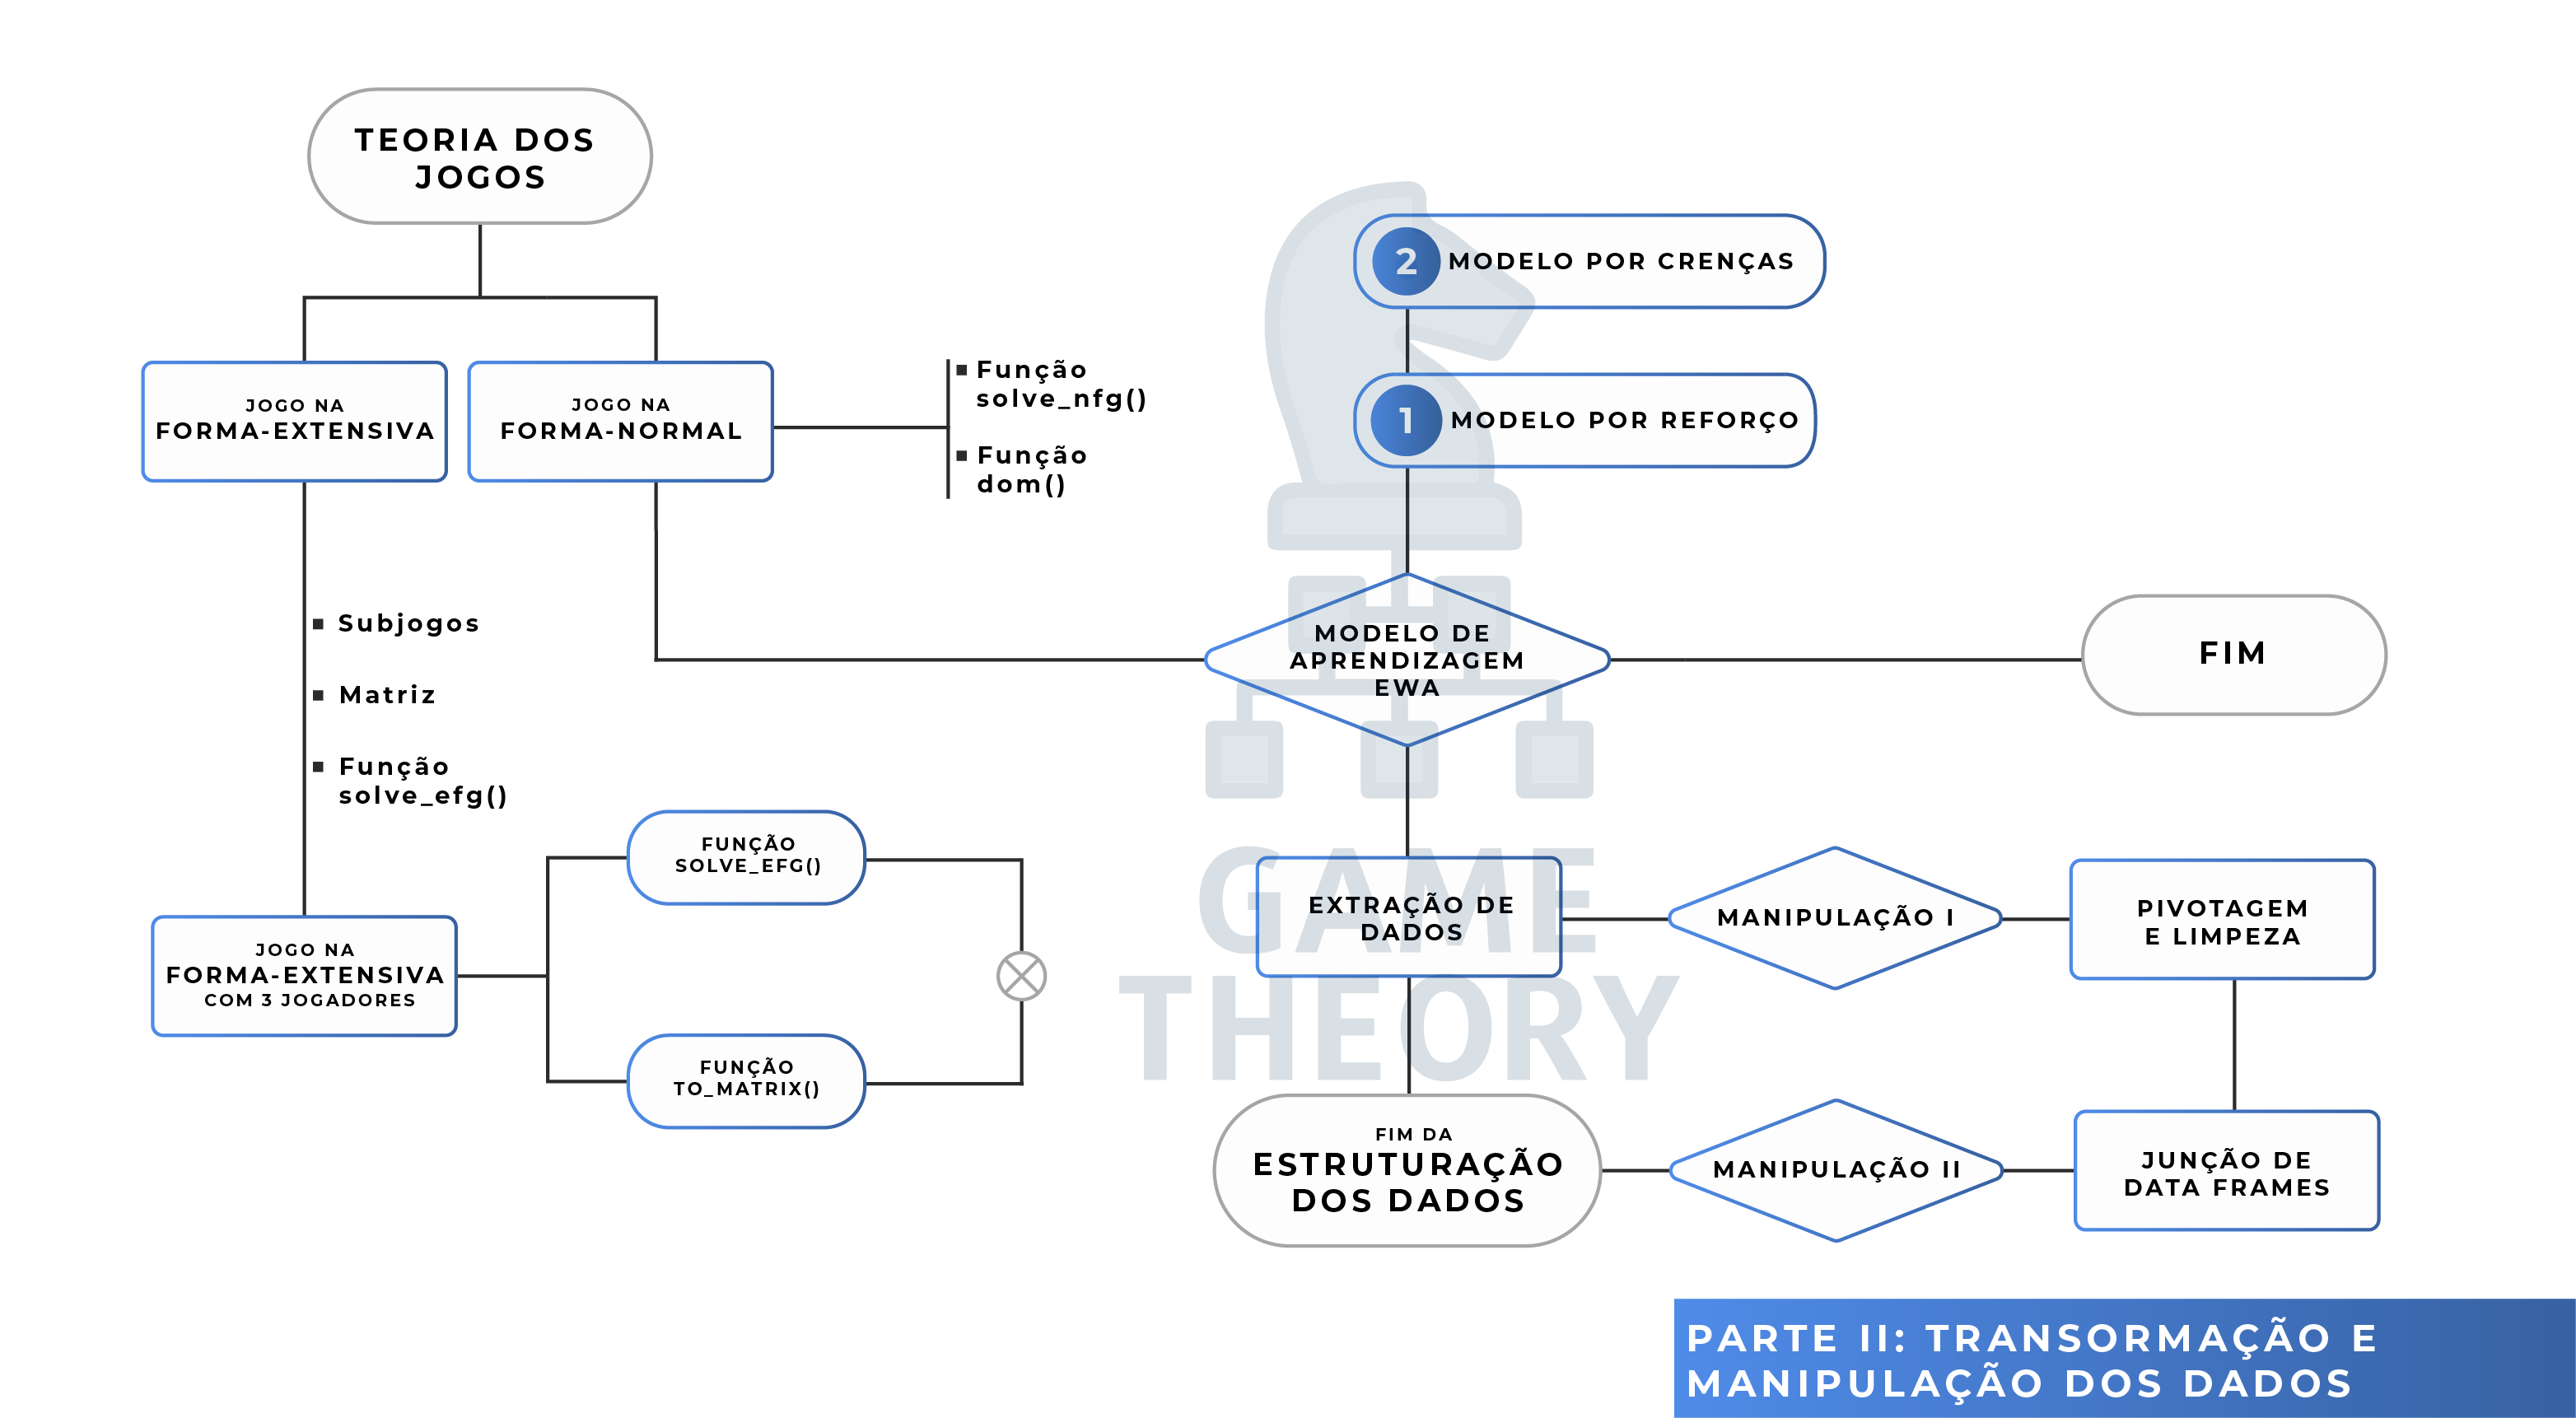 TEORIA DOS
JOGOS
JOGO NA
FORMA-EXTENSIVA
JOGO NA
FORMA-NORMAL
▪ Função
solve_nfg()
▪ Função
dom()
2 MODELO POR CRENÇAS
1 MODELO POR REFORÇO
▪ Subjogos
▪ Matriz
▪ Função
solve_efg()
MODELO DE
APRENDIZAGEM
EWA
FIM
JOGO NA
FORMA-EXTENSIVA
COM 3 JOGADORES
FUNÇÃO
SOLVE_EFG()
FUNÇÃO
TO_MATRIX()
GAME
THEORY
EXTRAÇÃO DE
DADOS
MANIPULAÇÃO I
PIVOTAGEM
E LIMPEZA
FIM DA
ESTRUTURAÇÃO
DOS DADOS
MANIPULAÇÃO II
JUNÇÃO DE
DATA FRAMES
PARTE II: TRANSORMAÇÃO E
MANIPULAÇÃO DOS DADOS